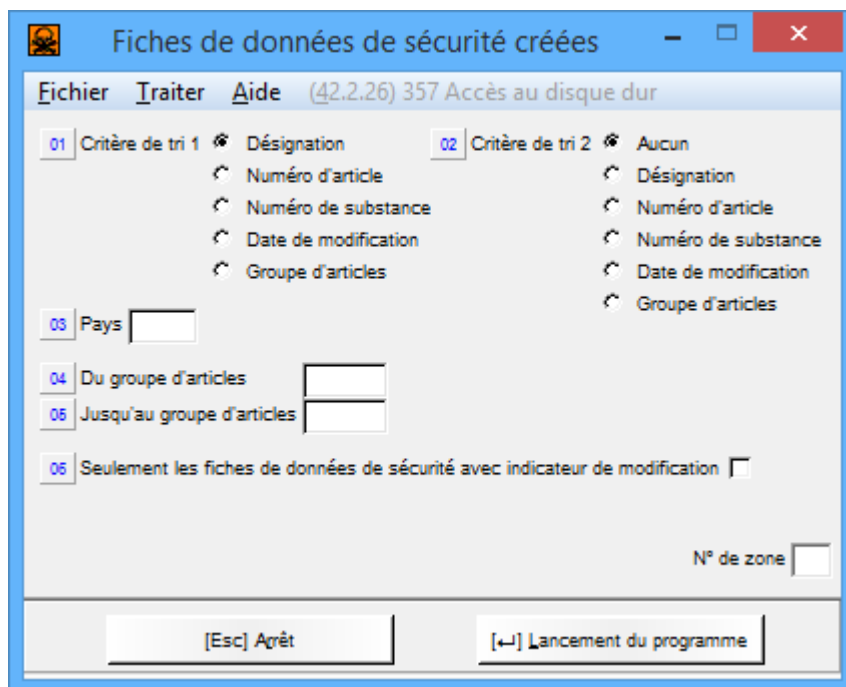 Fiches de données de sécurité créées
Fichier Traiter Aide (42.2.26) 357 Accès au disque dur
01 Critère de tri 1 Désignation 02 Critère de tri 2 Aucun
Numéro d'article Désignation
Numéro de substance Numéro d'article
Date de modification Numéro de substance
Groupe d'articles Date de modification
Groupe d'articles
03 Pays
04 Du groupe d'articles
05 Jusqu'au groupe d'articles
06 Seulement les fiches de données de sécurité avec indicateur de modification
N° de zone
[Esc] Arrêt [↵] Lancement du programme